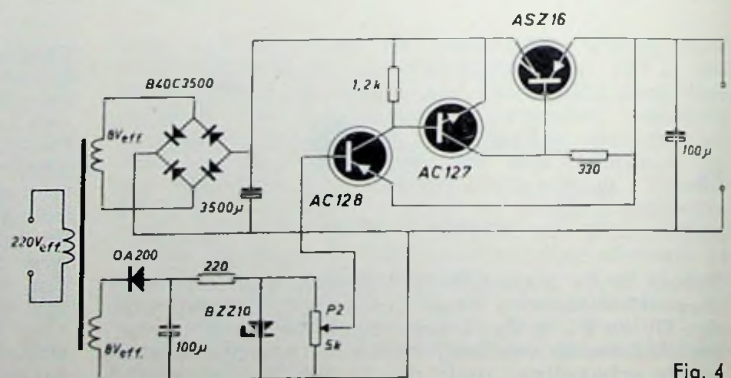 ASZ16
B40C3500
1,2k
8Veff.
AC127
100µ
330
3500µ
AC128
220Veff.
OA200
220
BZZ10
P2
5k
100µ
8Veff.
Fig. 4